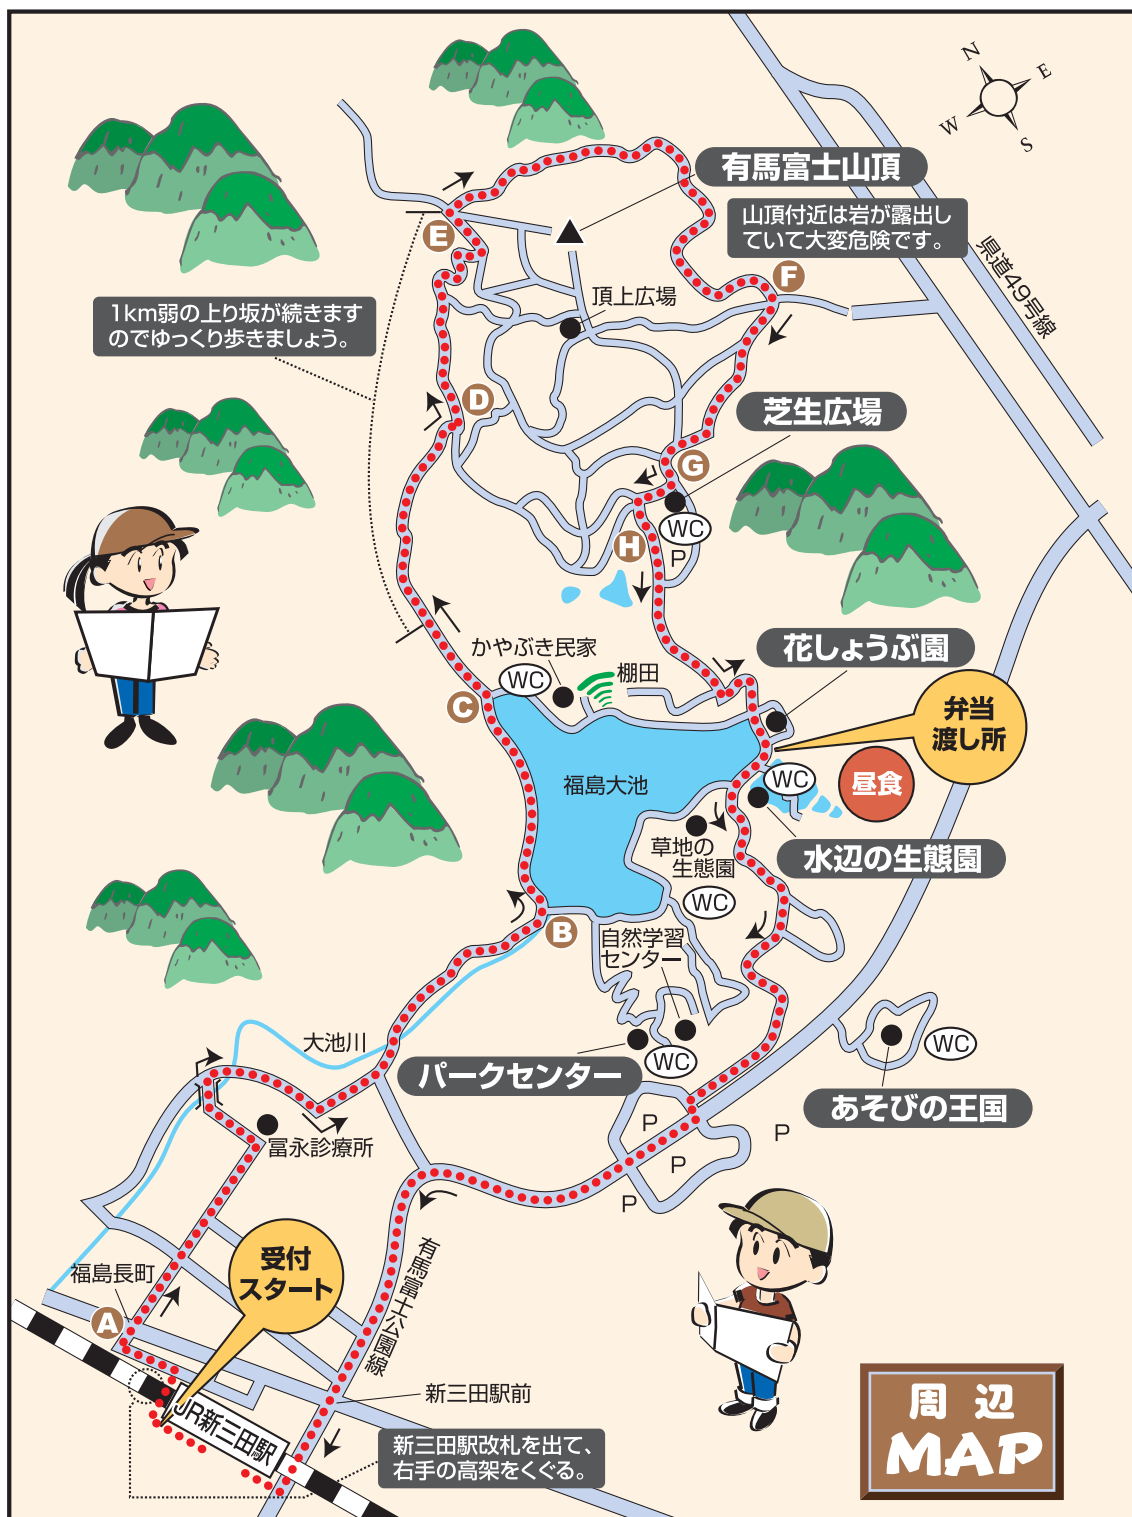 N
E
W
S
有馬富士山頂
山頂付近は岩が露出し
ていて大変危険です。
E
F
県道49号線
頂上広場
1km弱の上り坂が続きます
のでゆっくり歩きましょう。
D
芝生広場
G
WC
H
P
花しょうぶ園
かやぶき民家
WC
棚田
C
弁当
渡し所
福島大池
WC
昼食
草地の
生態園
水辺の生態園
WC
B
自然学習
センター
大池川
パークセンター
WC
WC
あそびの王国
P
P
P
P
冨永診療所
受付
スタート
福島長町
A
有馬富士公園線
新三田駅前
JR新三田駅
新三田駅改札を出て、
右手の高架をくぐる。
周辺
MAP